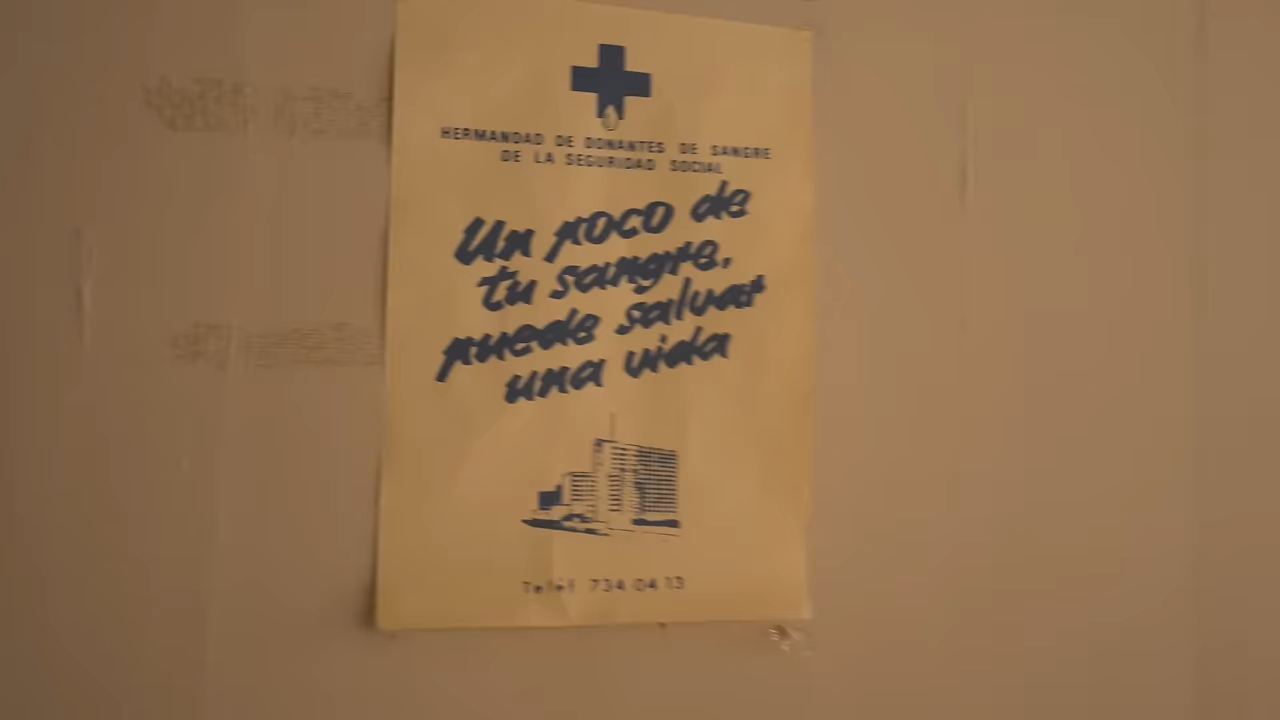 HERMANDAD DE DONANTES DE SANGRE
DE LA SEGURIDAD SOCIAL
Un poco de
tu sangre,
puede salvar
una vida
Teléf 734 04 13